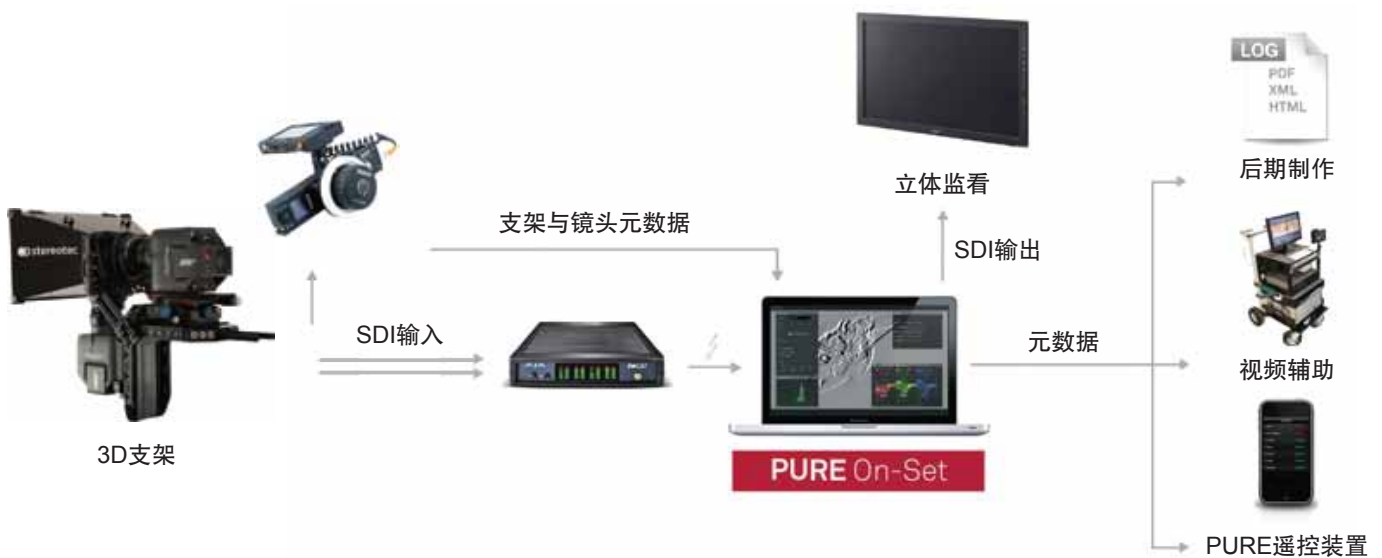 stereotec
3D支架
支架与镜头元数据
SDI输入
立体监看
SDI输出
PURE On-Set
元数据
LOG
PDF
XML
HTML
后期制作
视频辅助
PURE遥控装置